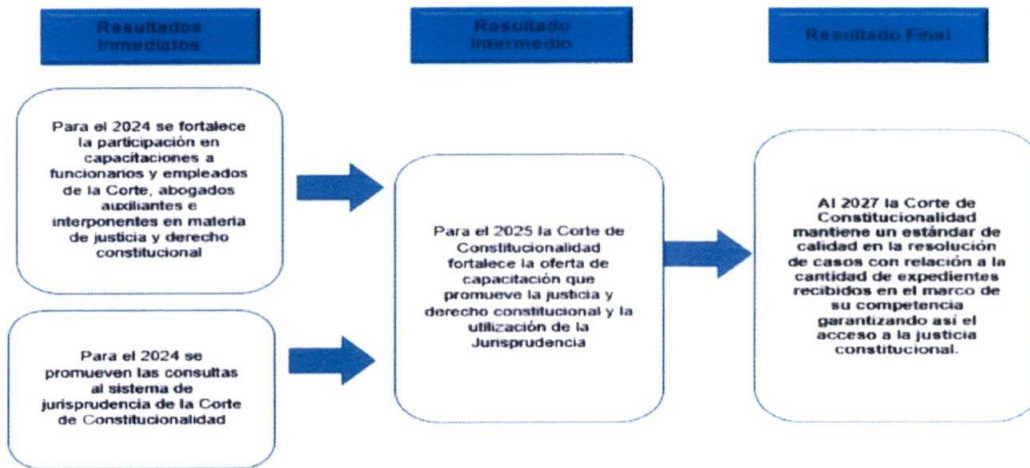 Resultados
Inmediatos
Resultado
Intermedio
Resultado Final
Para el 2024 se fortalece
la participación en
capacitaciones a
funcionarios y empleados
de la Corte, abogados
auxiliantes e
interponentes en materia
de justicia y derecho
constitucional
Para el 2024 se
promueven las consultas
al sistema de
jurisprudencia de la Corte
de Constitucionalidad
Para el 2025 la Corte de
Constitucionalidad
fortalece la oferta de
capacitación que
promueve la justicia y
derecho constitucional y la
utilización de la
Jurisprudencia
Al 2027 la Corte de
Constitucionalidad
mantiene un estándar de
calidad en la resolución
de casos con relación a la
cantidad de expedientes
recibidos en el marco de
su competencia
garantizando así el
acceso a la justicia
constitucional.